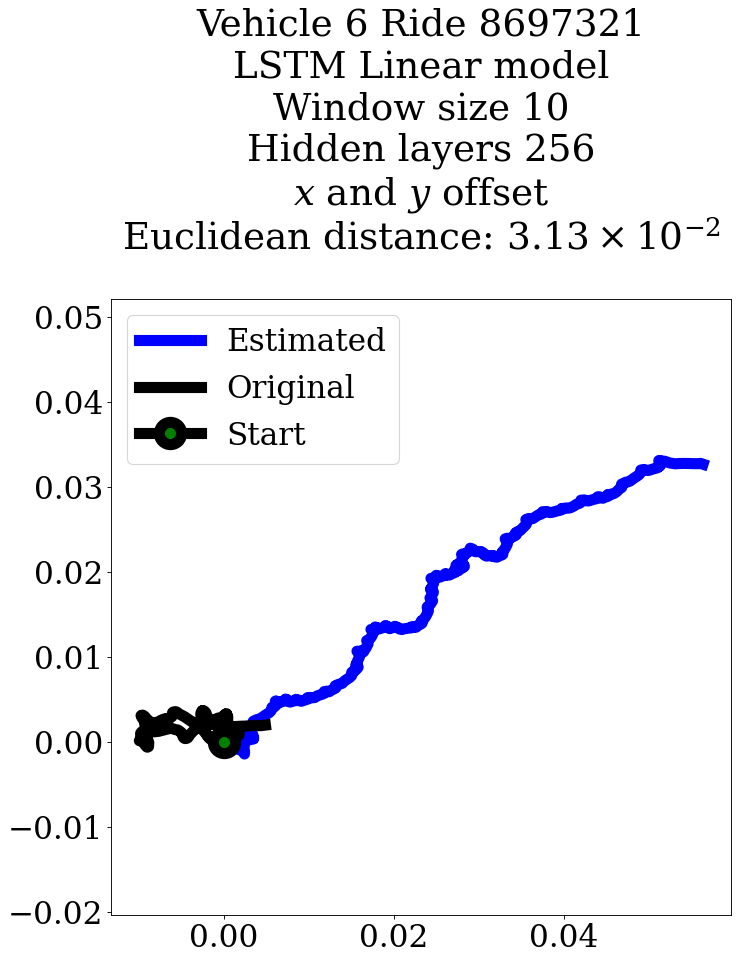 Vehicle 6 Ride 8697321
LSTM Linear model
Window size 10
Hidden layers 256
x and y offset
Euclidean distance: 3.13 × 10⁻²
Estimated
Original
Start
0.05
0.04
0.03
0.02
0.01
0.00
−0.01
−0.02
0.00 0.02 0.04